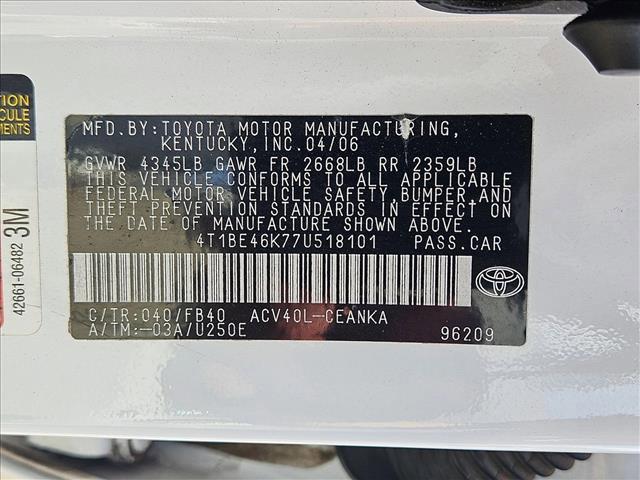 MFD. BY:TOYOTA MOTOR MANUFACTURING,
KENTUCKY, INC. 04/06
GVWR 4345LB GAWR FR 2668LB RR 2359LB
THIS VEHICLE CONFORMS TO ALL APPLICABLE
FEDERAL MOTOR VEHICLE SAFETY, BUMPER, AND
THEFT PREVENTION STANDARDS IN EFFECT ON
THE DATE OF MANUFACTURE SHOWN ABOVE.
4T1BE46K77U518101 PASS.CAR
C/TR:040/FB40 ACV40L-CEANKA
A/TM:-03A/U250E 96209
42661-06482 3M